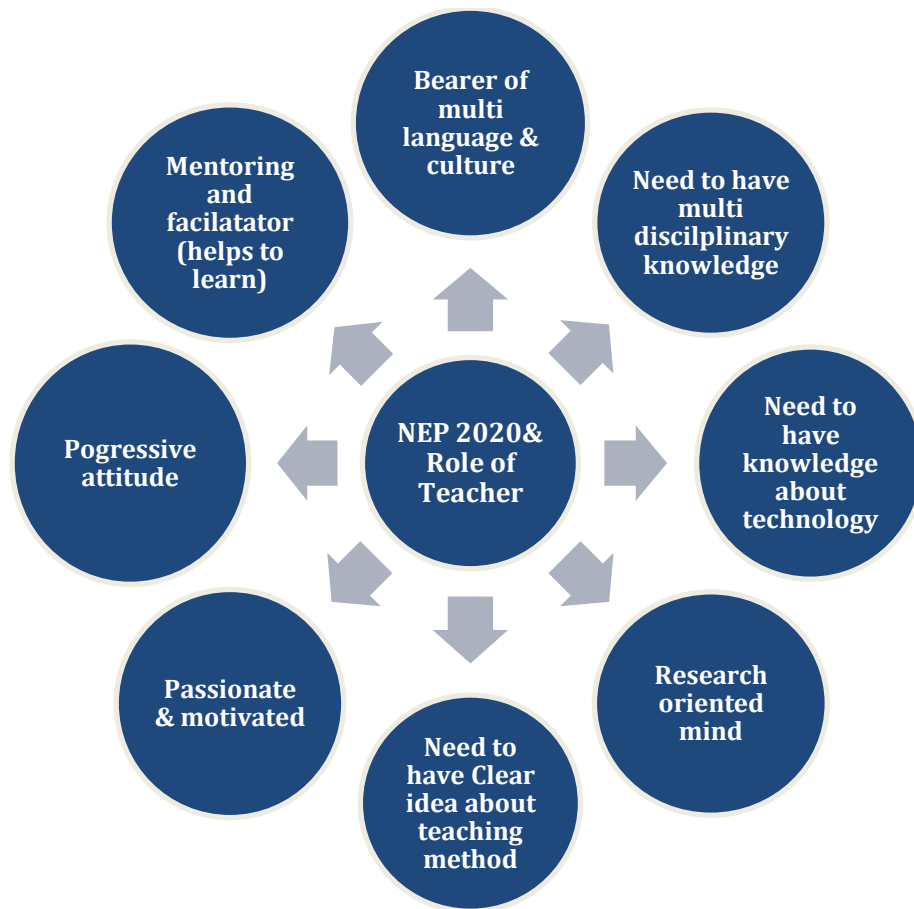 Bearer of
multi
language &
culture
Need to have
multi
discilplinary
knowledge
Need to
have
knowledge
about
technology
Research
oriented
mind
Need to
have Clear
idea about
teaching
method
Passionate
& motivated
Pogressive
attitude
Mentoring
and
facilatator
(helps to
learn)
NEP 2020&
Role of
Teacher